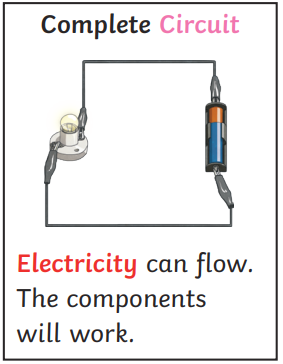 Complete Circuit
Electricity can flow.
The components
will work.